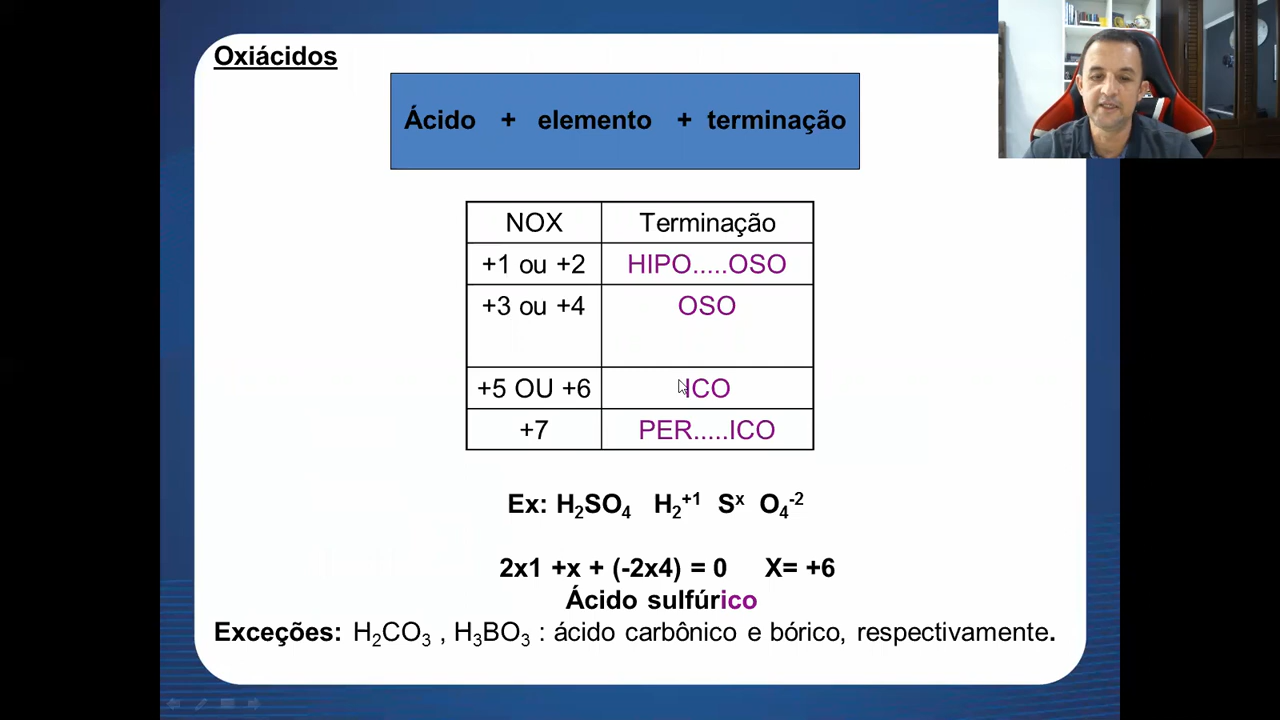 Oxiácidos
Ácido + elemento + terminação
NOX Terminação
+1 ou +2 HIPO.....OSO
+3 ou +4 OSO
+5 OU +6 ICO
+7 PER.....ICO
Ex: H₂SO₄ H₂⁺¹ Sˣ O₄⁻²
2x1 +x + (-2x4) = 0 X= +6
Ácido sulfúrico
Exceções: H₂CO₃ , H₃BO₃ : ácido carbônico e bórico, respectivamente.